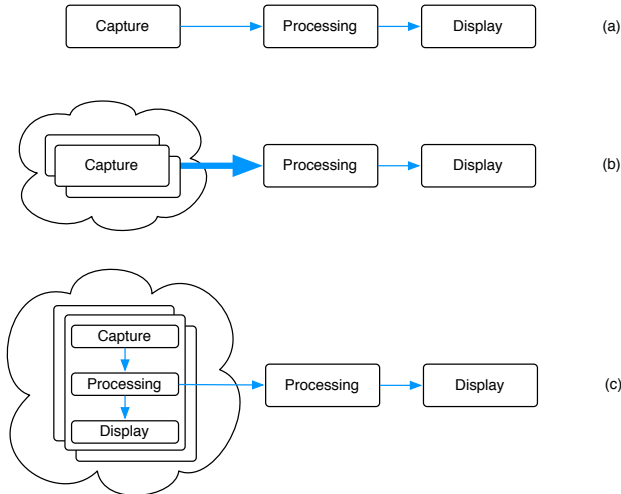 Capture Processing Display (a)
Capture Processing Display (b)
Capture
Processing Processing Display (c)
Display